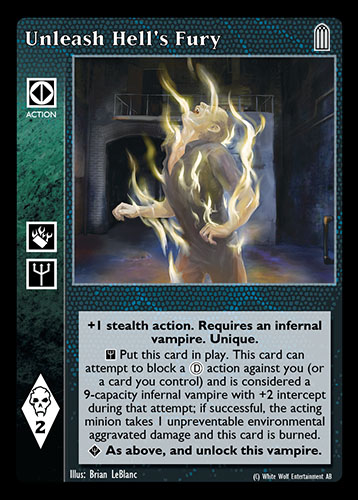 Unleash Hell's Fury
ACTION
+1 stealth action. Requires an infernal
vampire. Unique.
Put this card in play. This can
attempt to block a Ⓓ action against you (or
a card you control) and is considered a
9-capacity infernal vampire with +2 intercept
during that attempt; if successful, the acting
minion takes 1 unpreventable environmental
aggravated damage and this card is burned.
As above, and unlock this vampire.
2
Illus: Brian LeBlanc
(C) White Wolf Entertainment AB